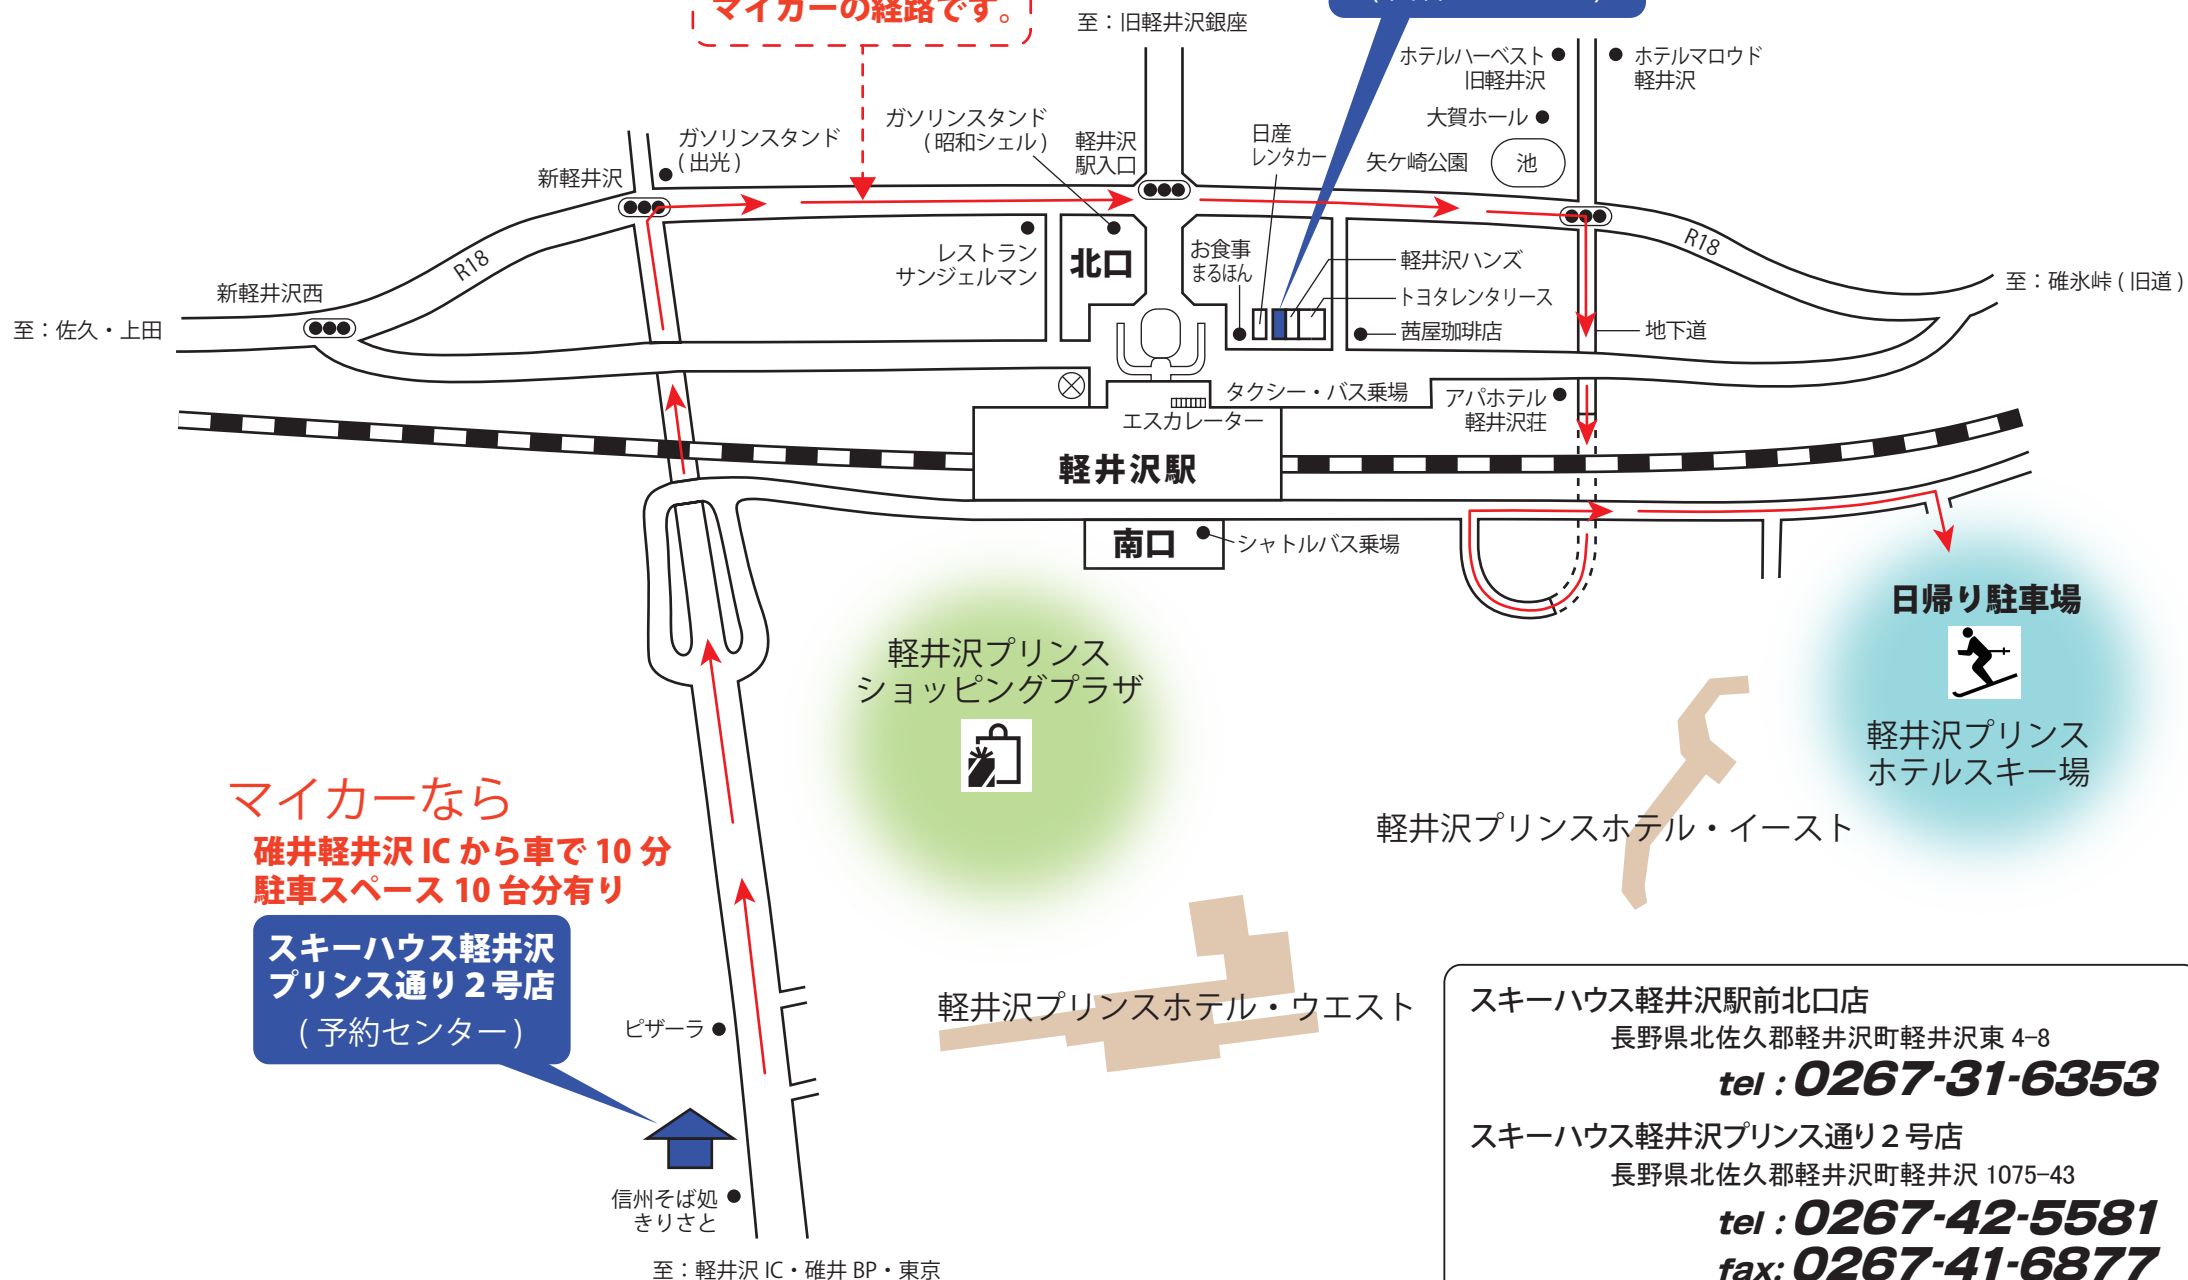 マイカーの経路です。
至：旧軽井沢銀座
ホテルハーベスト
旧軽井沢
ホテルマロウド
軽井沢
大賀ホール
ガソリンスタンド
(出光)
ガソリンスタンド
(昭和シェル)
軽井沢
駅入口
日産
レンタカー
矢ケ崎公園
池
新軽井沢
R18
R18
レストラン
サンジェルマン
北口
お食事
まるほん
軽井沢ハンズ
トヨタレンタリース
茜屋珈琲店
地下道
至：碓氷峠(旧道)
新軽井沢西
至：佐久・上田
タクシー・バス乗場
エスカレーター
アパホテル
軽井沢荘
軽井沢駅
南口
シャトルバス乗場
日帰り駐車場
軽井沢プリンス
ホテルスキー場
軽井沢プリンス
ショッピングプラザ
軽井沢プリンスホテル・イースト
マイカーなら
碓井軽井沢 IC から車で 10 分
駐車スペース 10 台分有り
スキーハウス軽井沢
プリンス通り２号店
(予約センター)
軽井沢プリンスホテル・ウエスト
ピザーラ
信州そば処
きりさと
至：軽井沢 IC・碓井 BP・東京
スキーハウス軽井沢駅前北口店
長野県北佐久郡軽井沢町軽井沢東 4-8
tel : 0267-31-6353
スキーハウス軽井沢プリンス通り２号店
長野県北佐久郡軽井沢町軽井沢 1075-43
tel : 0267-42-5581
fax: 0267-41-6877